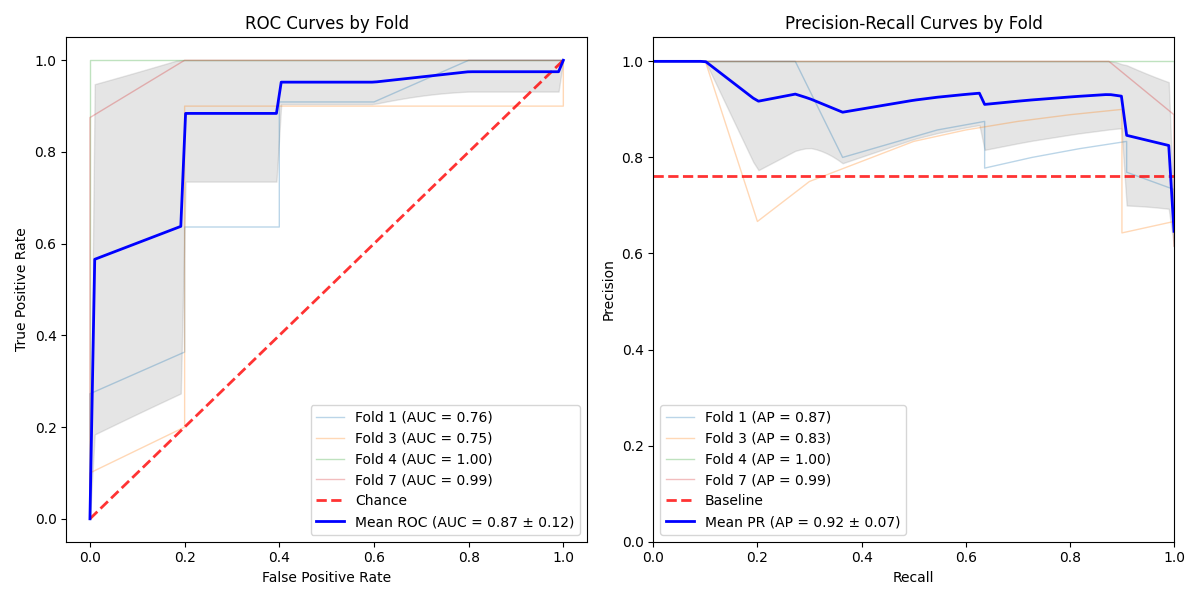 ROC Curves by Fold
True Positive Rate
1.0
0.8
0.6
0.4
0.2
0.0
0.0 0.2 0.4 0.6 0.8 1.0
False Positive Rate
Fold 1 (AUC = 0.76)
Fold 3 (AUC = 0.75)
Fold 4 (AUC = 1.00)
Fold 7 (AUC = 0.99)
Chance
Mean ROC (AUC = 0.87 ± 0.12)
Precision-Recall Curves by Fold
Precision
1.0
0.8
0.6
0.4
0.2
0.0
0.0 0.2 0.4 0.6 0.8 1.0
Recall
Fold 1 (AP = 0.87)
Fold 3 (AP = 0.83)
Fold 4 (AP = 1.00)
Fold 7 (AP = 0.99)
Baseline
Mean PR (AP = 0.92 ± 0.07)